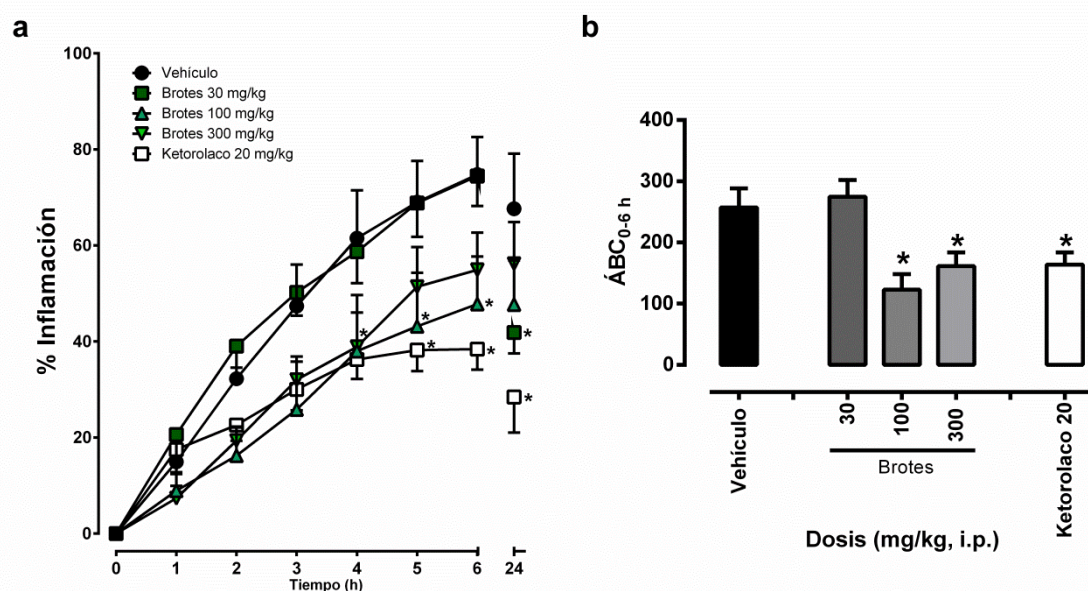 a
100
80
60
40
20
0
% Inflamación
Vehículo
Brotes 30 mg/kg
Brotes 100 mg/kg
Brotes 300 mg/kg
Ketorolaco 20 mg/kg
*
*
*
*
*
*
*
0 1 2 3 4 5 6 24
Tiempo (h)
b
400
300
200
100
0
ÁBC0-6 h
* * *
Vehículo
30
100
300
Brotes
Ketorolaco 20
Dosis (mg/kg, i.p.)